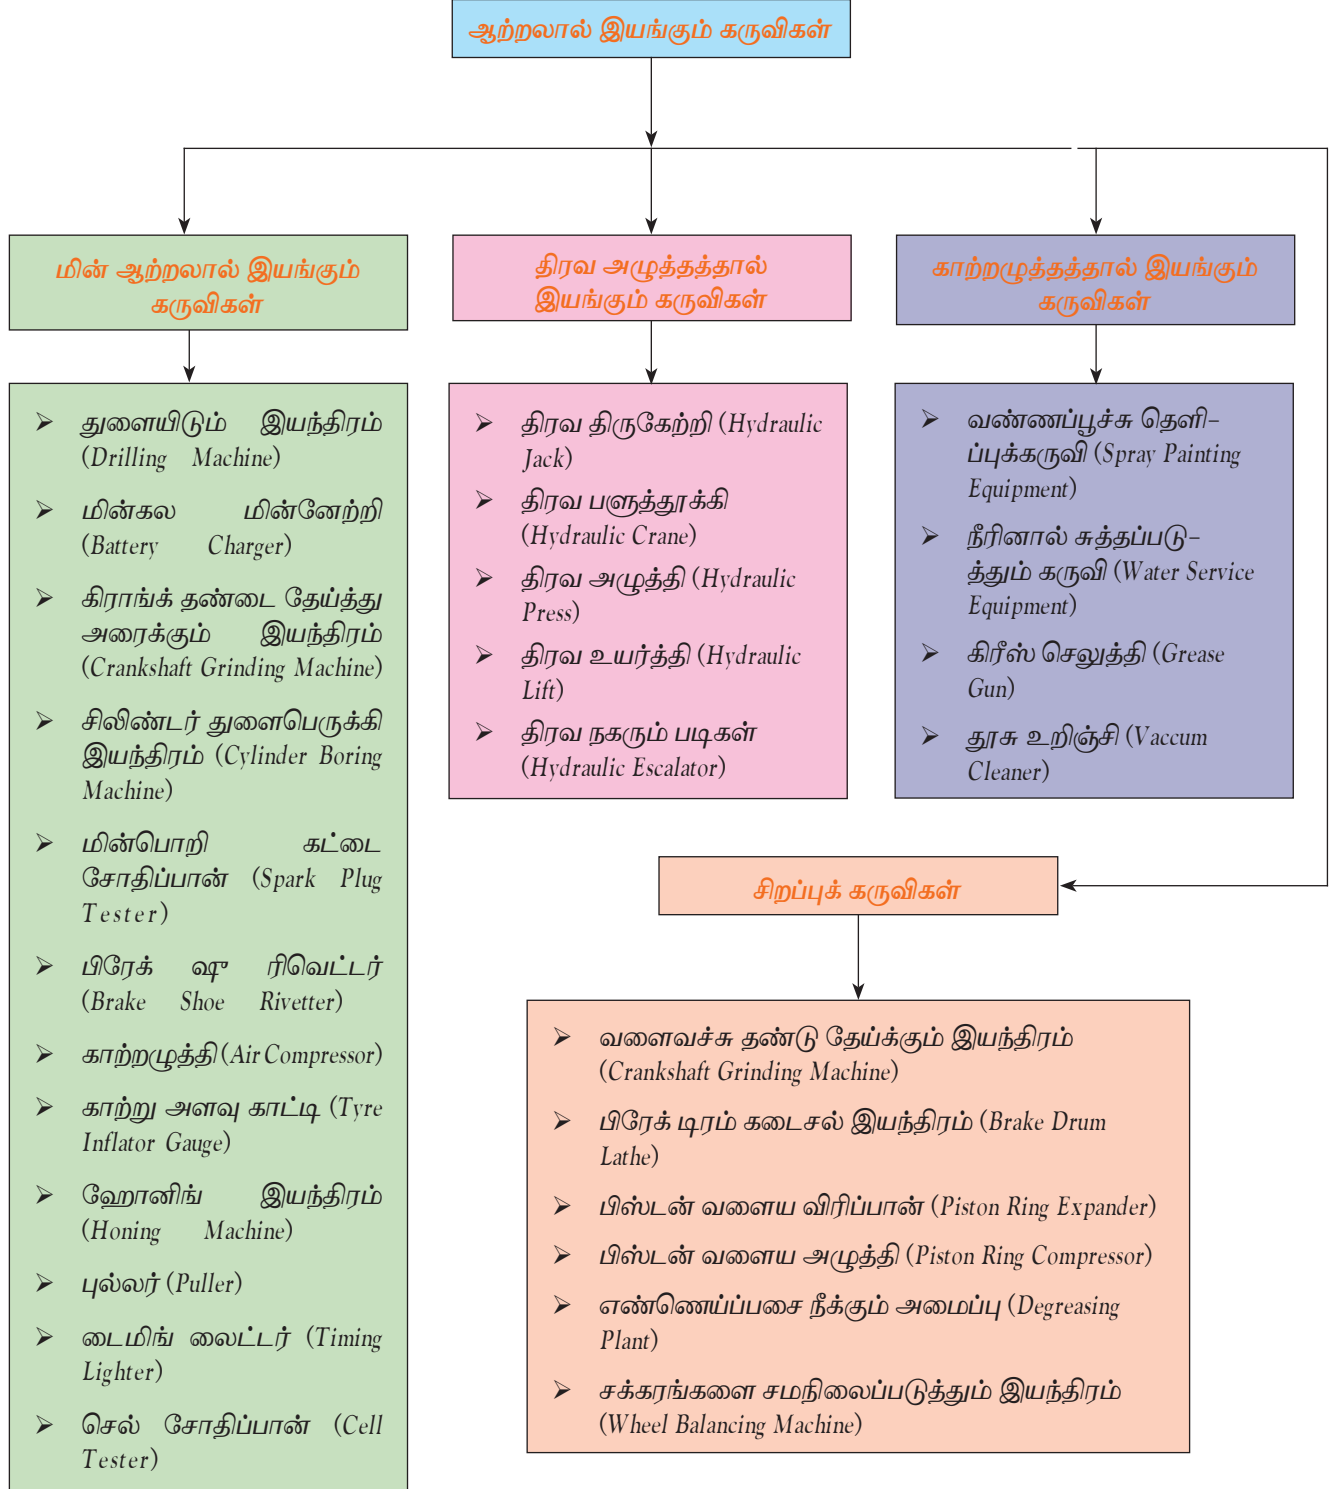 ஆற்றலால் இயங்கும் கருவிகள்
மின் ஆற்றலால் இயங்கும்
கருவிகள்
துளையிடும் இயந்திரம்
(Drilling Machine)
மின்கல மின்னேற்றி
(Battery Charger)
கிராங்க் தண்டை தேய்த்து
அரைக்கும் இயந்திரம்
(Crankshaft Grinding Machine)
சிலிண்டர் துளைபெருக்கி
இயந்திரம் (Cylinder Boring
Machine)
மின்பொறி கட்டை
சோதிப்பான் (Spark Plug
Tester)
பிரேக் ஷு ரிவெட்டர்
(Brake Shoe Rivetter)
காற்றழுத்தி (Air Compressor)
காற்று அளவு காட்டி (Tyre
Inflator Gauge)
ஹோனிங் இயந்திரம்
(Honing Machine)
புல்லர் (Puller)
டைமிங் லைட்டர் (Timing
Lighter)
செல் சோதிப்பான் (Cell
Tester)
திரவ அழுத்தத்தால்
இயங்கும் கருவிகள்
திரவ திருகேற்றி (Hydraulic
Jack)
திரவ பளுத்தூக்கி
(Hydraulic Crane)
திரவ அழுத்தி (Hydraulic
Press)
திரவ உயர்த்தி (Hydraulic
Lift)
திரவ நகரும் படிகள்
(Hydraulic Escalator)
காற்றழுத்தத்தால் இயங்கும்
கருவிகள்
வண்ணப்பூச்சு தெளி-
ப்புக்கருவி (Spray Painting
Equipment)
நீரினால் சுத்தப்படு-
த்தும் கருவி (Water Service
Equipment)
கிரீஸ் செலுத்தி (Grease
Gun)
தூசு உறிஞ்சி (Vaccum
Cleaner)
சிறப்புக் கருவிகள்
வளைவச்சு தண்டு தேய்க்கும் இயந்திரம்
(Crankshaft Grinding Machine)
பிரேக் டிரம் கடைசல் இயந்திரம் (Brake Drum
Lathe)
பிஸ்டன் வளைய விரிப்பான் (Piston Ring Expander)
பிஸ்டன் வளைய அழுத்தி (Piston Ring Compressor)
எண்ணெய்ப்பசை நீக்கும் அமைப்பு (Degreasing
Plant)
சக்கரங்களை சமநிலைப்படுத்தும் இயந்திரம்
(Wheel Balancing Machine)